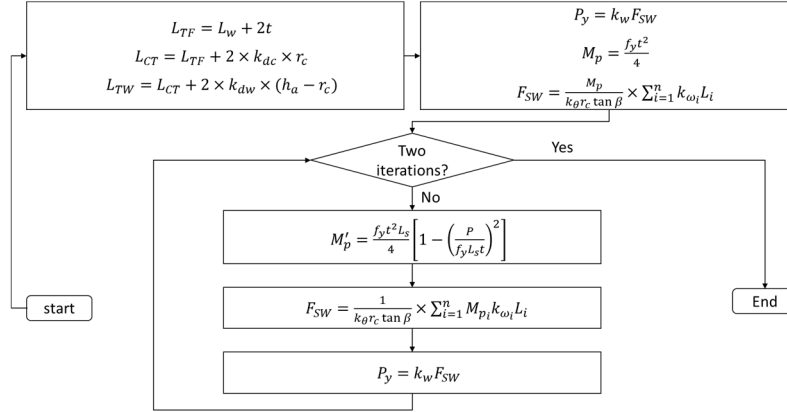 L_{TF} = L_w + 2t
L_{CT} = L_{TF} + 2 × k_{dc} × r_c
L_{TW} = L_{CT} + 2 × k_{dw} × (h_a − r_c)
P_y = k_w F_{SW}
M_p = \frac{f_y t^2}{4}
F_{SW} = \frac{M_p}{k_θ r_c \tan β} × \sum_{i=1}^{n} k_{ω_i} L_i
Two
iterations?
Yes
No
M'_p = \frac{f_y t^2 L_s}{4} \left[ 1 − \left( \frac{P}{f_y L_s t} \right)^2 \right]
F_{SW} = \frac{1}{k_θ r_c \tan β} × \sum_{i=1}^{n} M_{p_i} k_{ω_i} L_i
P_y = k_w F_{SW}
start
End